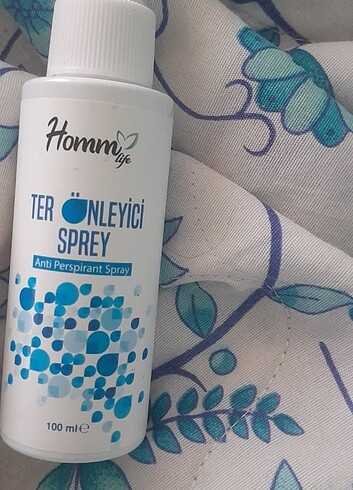 Homm
life
TER ÖNLEYİCİ
SPREY
Anti Perspirant Spray
100 ml ℮